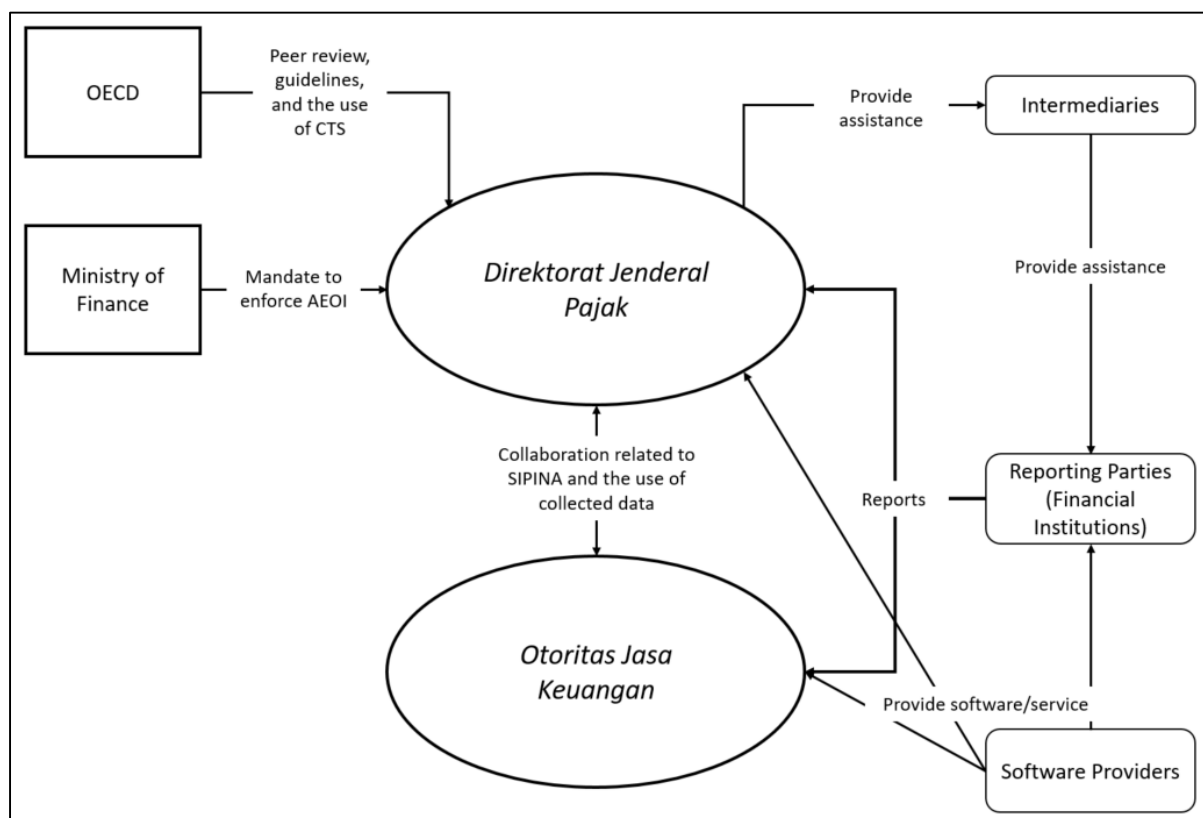 OECD
Peer review,
guidelines,
and the use
of CTS
Provide
assistance
Intermediaries
Ministry of
Finance
Mandate to
enforce AEOI
Direktorat Jenderal
Pajak
Provide assistance
Collaboration related to
SIPINA and the use of
collected data
Reports
Reporting Parties
(Financial
Institutions)
Otoritas Jasa
Keuangan
Provide software/service
Software Providers